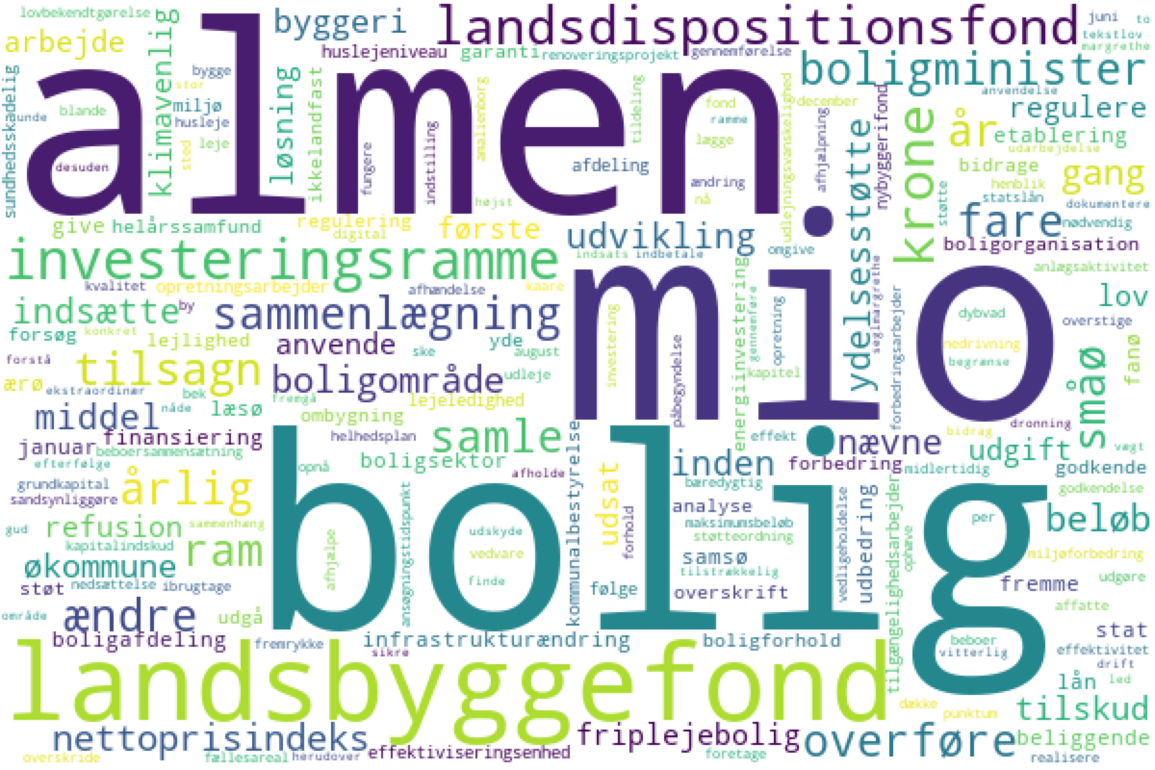 lovbekendtgørelse
byggeri
landsdispositionsfond
juni
to
tekstlov
margrethe
arbejde
klimavenlig
huslejeniveau
garanti
renoveringsprojekt
gennemførelse
boligminister
sundhedsskadelig
bygge
stor
almen
løsning
ikkelandfast
analienborg
tildeling
fond
ramme
lægge
udlejningsvanskelighed
december
anvendelse
regulere
blande
miljø
husleje
leje
sted
desuden
fungere
indstilling
afdeling
ændring
nå
højst
afhjælpning
ydelsesstøtte
nybyggerifond
krone
år
etablering
udarbejdelse
bidrage
gang
henblik
statslån
støtte
dokumentere
nødvendig
fare
boligorganisation
give
helårssamfund
regulering
digital
første
udvikling
omgive
indsats
indbetale
investeringsramme
mio
anlægsaktivitet
kvalitet
opretningsarbejder
afhændelse
kaare
indsætte
by
sammenlægning
lov
overstige
forsøg
konkret
lejlighed
anvende
ske
yde
august
udleje
investering
påbegyndelse
energiinvestering
gennemføre
kapitel
opretning
seglmargrethe
forbedringsarbejder
dybvad
nedrivning
begrænse
småø
fanø
forstå
tilsagn
boligområde
ærø
ekstraordinær
bek
nåde
læsø
fremgå
lejeledighed
ombygning
middel
januar
finansiering
helhedsplan
samle
kommunalbestyrelse
effekt
bidrag
dronning
vagt
nævne
udgift
beboersammensætning
efterfølge
boligsektor
afholde
inden
forbedring
midlertidig
godkende
grundkapital
sandsynliggøre
årlig
bolig
opnå
ansøgningstidspunkt
udsat
forhold
bæredygtig
analyse
maksimumsbeløb
støtteordning
vedligeholdelse
udbedring
tilgængelighedsarbejder
ophæve
godkendelse
per
beløb
gud
refusion
sammenhæng
kapitalindskud
ram
afhjælpe
udskyde
vedvare
finde
samsø
tilstrækkelig
miljøforbedring
økommune
støt
nedsættelse
ibrugtage
følge
overskrift
fremme
udgøre
affatte
område
ændre
udgå
boligafdeling
fremrykke
infrastrukturændring
sikre
boligforhold
beboer
vitterlig
stat
effektivitet
drift
landsbyggefond
lån
led
dække
punktum
tilskud
nettoprisindeks
effektiviseringsenhed
friplejebolig
overføre
beliggende
overskride
fællesareal
herudover
foretage
realisere